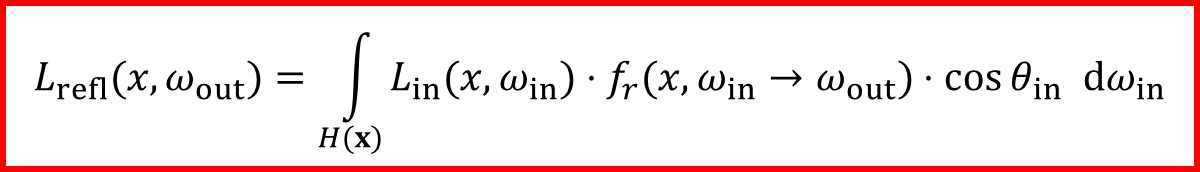 L_refl(x, ω_out) = ∫_{H(𝐱)} L_in(x, ω_in) · f_r(x, ω_in → ω_out) · cos θ_in dω_in